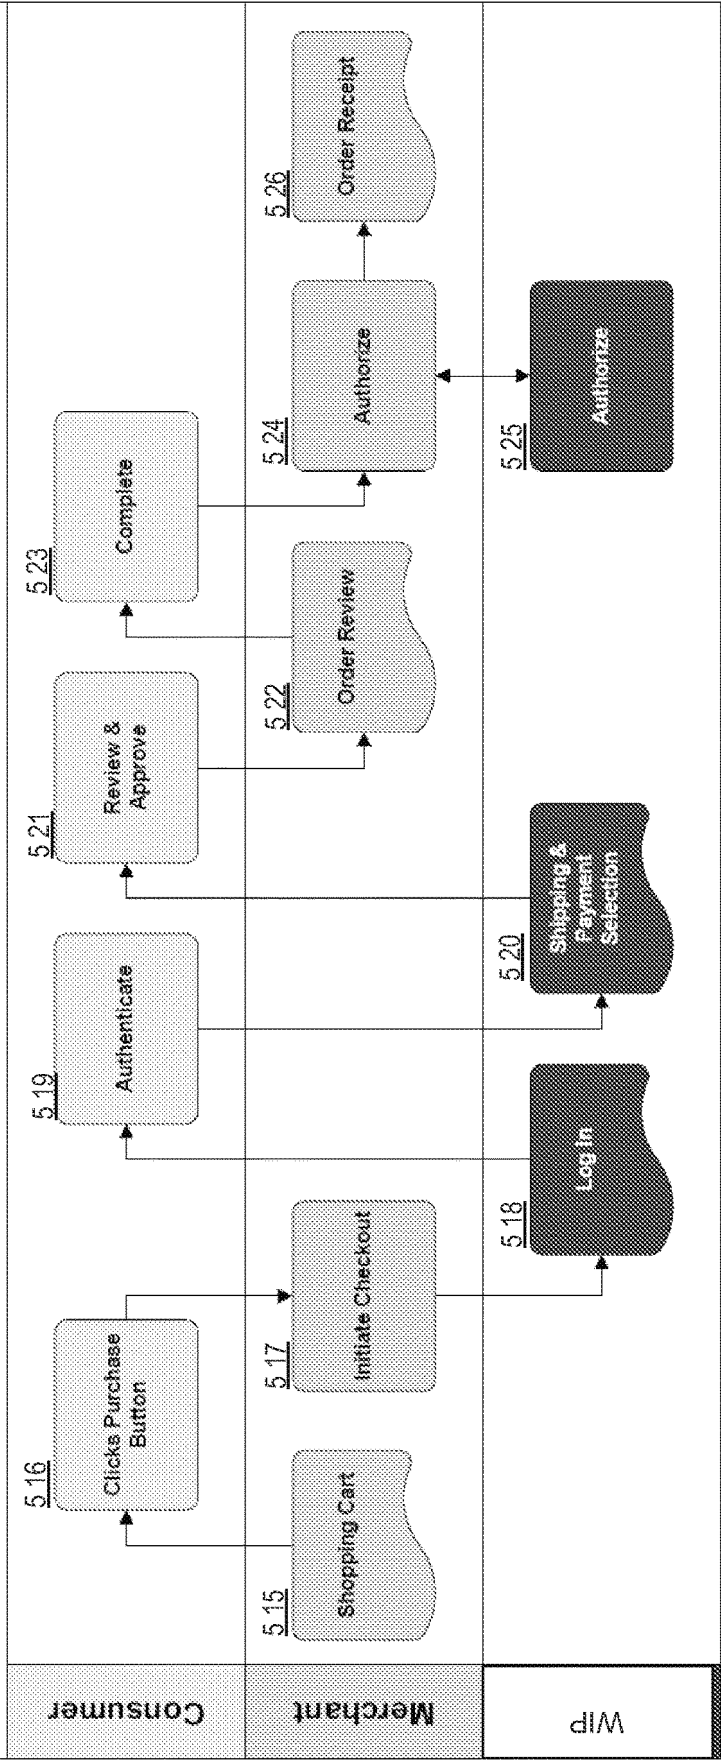 Consumer
5.16
Clicks Purchase
Button
5.19
Authenticate
5.21
Review &
Approve
5.23
Complete
Merchant
5.15
Shopping Cart
5.17
Initiate Checkout
5.22
Order Review
5.24
Authorize
5.26
Order Receipt
WIP
5.18
Log in
5.20
Shipping &
Payment
Selection
5.25
Authorize